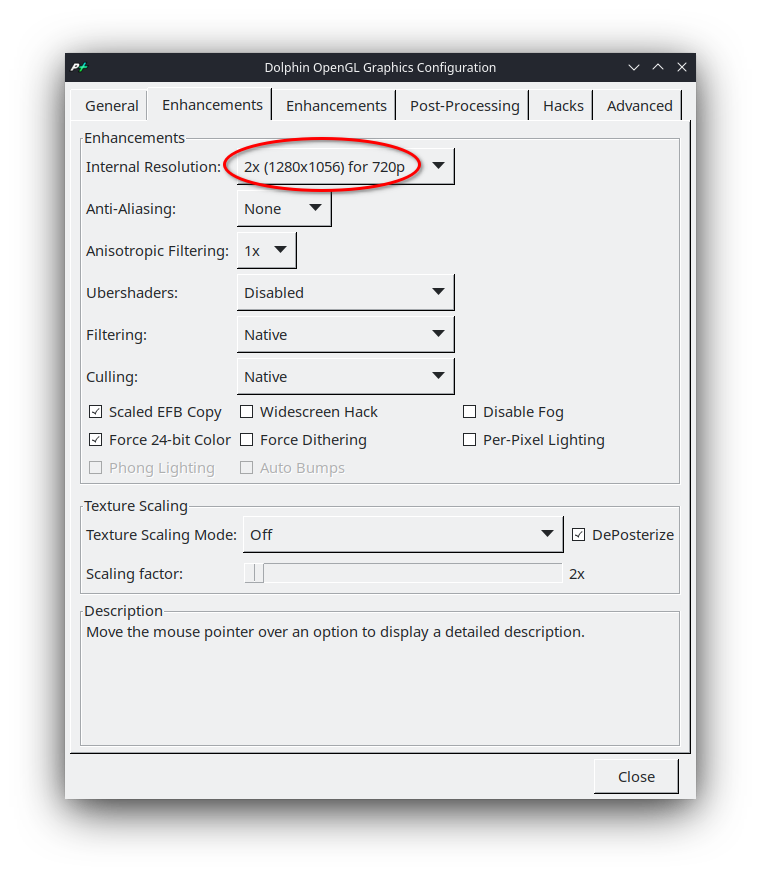 P+
Dolphin OpenGL Graphics Configuration
General Enhancements Enhancements Post-Processing Hacks Advanced
Enhancements
Internal Resolution: 2x (1280x1056) for 720p
Anti-Aliasing: None
Anisotropic Filtering: 1x
Ubershaders: Disabled
Filtering: Native
Culling: Native
Scaled EFB Copy Widescreen Hack Disable Fog
Force 24-bit Color Force Dithering Per-Pixel Lighting
Phong Lighting Auto Bumps
Texture Scaling
Texture Scaling Mode: Off DePosterize
Scaling factor: 2x
Description
Move the mouse pointer over an option to display a detailed description.
Close